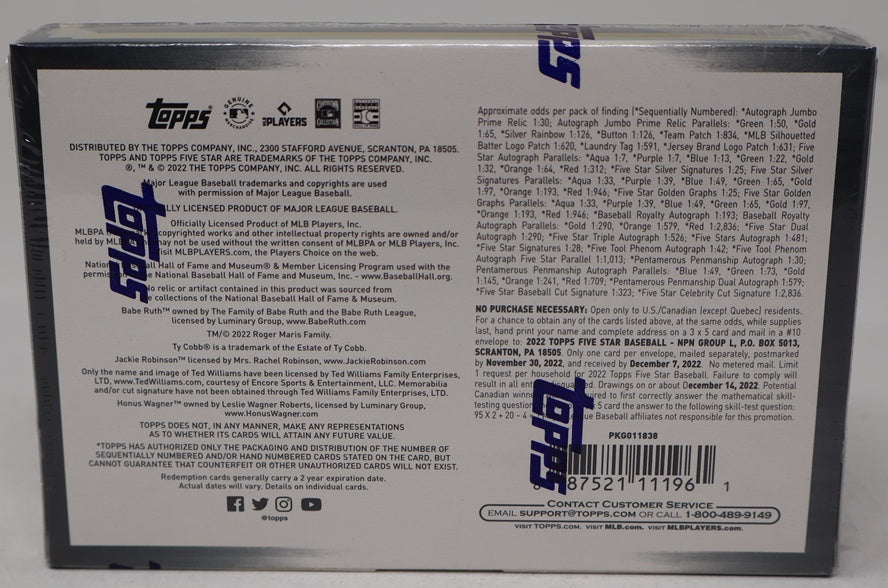 Topps
Topps
GENUINE
MERCHANDISE
MLB PLAYERS
DISTRIBUTED BY THE TOPPS COMPANY, INC., 2300 STAFFORD AVENUE, SCRANTON, PA 18505.
TOPPS AND TOPPS FIVE STAR ARE TRADEMARKS OF THE TOPPS COMPANY, INC.
®, ™ & © 2022 THE TOPPS COMPANY, INC. ALL RIGHTS RESERVED.
Major League Baseball trademarks and copyrights are used
with permission of Major League Baseball.
LICENSED PRODUCT OF MAJOR LEAGUE BASEBALL.
Officially Licensed Product of MLB Players, Inc.
MLBPA copyrighted works and other intellectual property rights are owned and/or
held by may not be used without the written consent of MLBPA or MLB Players, Inc.
Visit MLBPLAYERS.com, the Players Choice on the web.
Hall of Fame and Museum® & Member Licensing Program used with the
the National Baseball Hall of Fame and Museum, Inc. - www.baseballHall.org.
No relic or artifact contained in this product was sourced from
the collections of the National Baseball Hall of Fame & Museum.
Babe Ruth™ owned by The Family of Babe Ruth and the Babe Ruth League,
licensed by Luminary Group, www.BabeRuth.com
TM/© 2022 Roger Maris Family.
Ty Cobb® is a trademark of the Estate of Ty Cobb.
Jackie Robinson™ licensed by Mrs. Rachel Robinson, www.JackieRobinson.com
Only the name and image of Ted Williams have been licensed by Ted Williams Family Enterprises,
LTD, www.TedWilliams.com, courtesy of Encore Sports & Entertainment, LLC. Memorabilia
and/or cut signature have not been obtained through Ted Williams Family Enterprises, LTD.
Honus Wagner™ owned by Leslie Wagner Roberts, licensed by Luminary Group,
www.HonusWagner.com
TOPPS DOES NOT, IN ANY MANNER, MAKE ANY REPRESENTATIONS
AS TO WHETHER ITS CARDS WILL ATTAIN ANY FUTURE VALUE.
*TOPPS HAS AUTHORIZED ONLY THE PACKAGING AND DISTRIBUTION OF THE NUMBER OF
SEQUENTIALLY NUMBERED AND/OR HAND NUMBERED CARDS STATED ON THE CARD, BUT
CANNOT GUARANTEE THAT COUNTERFEIT OR OTHER UNAUTHORIZED CARDS WILL NOT EXIST.
Redemption cards generally carry a 2 year expiration date.
Actual dates will vary. Details on individual cards.
@topps
Topps
Approximate odds per pack of finding (*Sequentially Numbered): *Autograph Jumbo
Prime Relic 1:30; Autograph Jumbo Prime Relic Parallels: *Green 1:50, *Gold
1:65, *Silver Rainbow 1:126, *Button 1:126, *Team Patch 1:834, *MLB Silhouetted
Batter Logo Patch 1:620, *Laundry Tag 1:591, *Jersey Brand Logo Patch 1:631; Five
Star Autograph Parallels: *Aqua 1:7, *Purple 1:7, *Blue 1:13, *Green 1:22, *Gold
1:32, *Orange 1:64, *Red 1:312; *Five Star Silver Signatures 1:25; Five Star Silver
Signatures Parallels: *Aqua 1:33, *Purple 1:39, *Blue 1:49, *Green 1:65, *Gold
1:97, *Orange 1:193, *Red 1:946; *Five Star Golden Graphs 1:25; Five Star Golden
Graphs Parallels: *Aqua 1:33, *Purple 1:39, *Blue 1:49, *Green 1:65, *Gold 1:97,
*Orange 1:193, *Red 1:946; *Baseball Royalty Autograph 1:193; Baseball Royalty
Autograph Parallels: *Gold 1:290, *Orange 1:579, *Red 1:2,836; *Five Star Dual
Autograph 1:290; *Five Star Triple Autograph 1:526; *Five Stars Autograph 1:481;
*Five Star Signatures 1:28; *Five Tool Phenom Autograph 1:42; *Five Tool Phenom
Autograph Five Star Parallel 1:1,013; *Pentamerous Penmanship Autograph 1:30;
Pentamerous Penmanship Autograph Parallels: *Blue 1:49, *Green 1:73, *Gold
1:145, *Orange 1:241, *Red 1:709; *Pentamerous Penmanship Dual Autograph 1:579;
*Five Star Baseball Cut Signature 1:323; *Five Star Celebrity Cut Signature 1:2,836.
NO PURCHASE NECESSARY: Open only to U.S./Canadian (except Quebec) residents.
For a chance to obtain any of the cards listed above, at the same odds, while supplies
last, hand print your name and complete address on a 3 x 5 card and mail in a #10
envelope to: 2022 TOPPS FIVE STAR BASEBALL - NPN GROUP L, P.O. BOX 5013,
SCRANTON, PA 18505. Only one card per envelope, mailed separately, postmarked
by November 30, 2022, and received by December 7, 2022. No metered mail. Limit
1 request per household for 2022 Topps Five Star Baseball. Failure to comply will
result in all disqualified. Drawings on or about December 14, 2022. Potential
Canadian required to first correctly answer the mathematical skill-
testing 5 card the answer to the following skill-test question:
95 X 2 + 20 - 4 League Baseball affiliates not responsible for this promotion.
PKG011838
87521 11196 1
Topps
CONTACT CUSTOMER SERVICE
EMAIL SUPPORT@TOPPS.COM OR CALL 1-800-489-9149
VISIT TOPPS.COM. VISIT MLB.com. VISIT MLBPLAYERS.com.